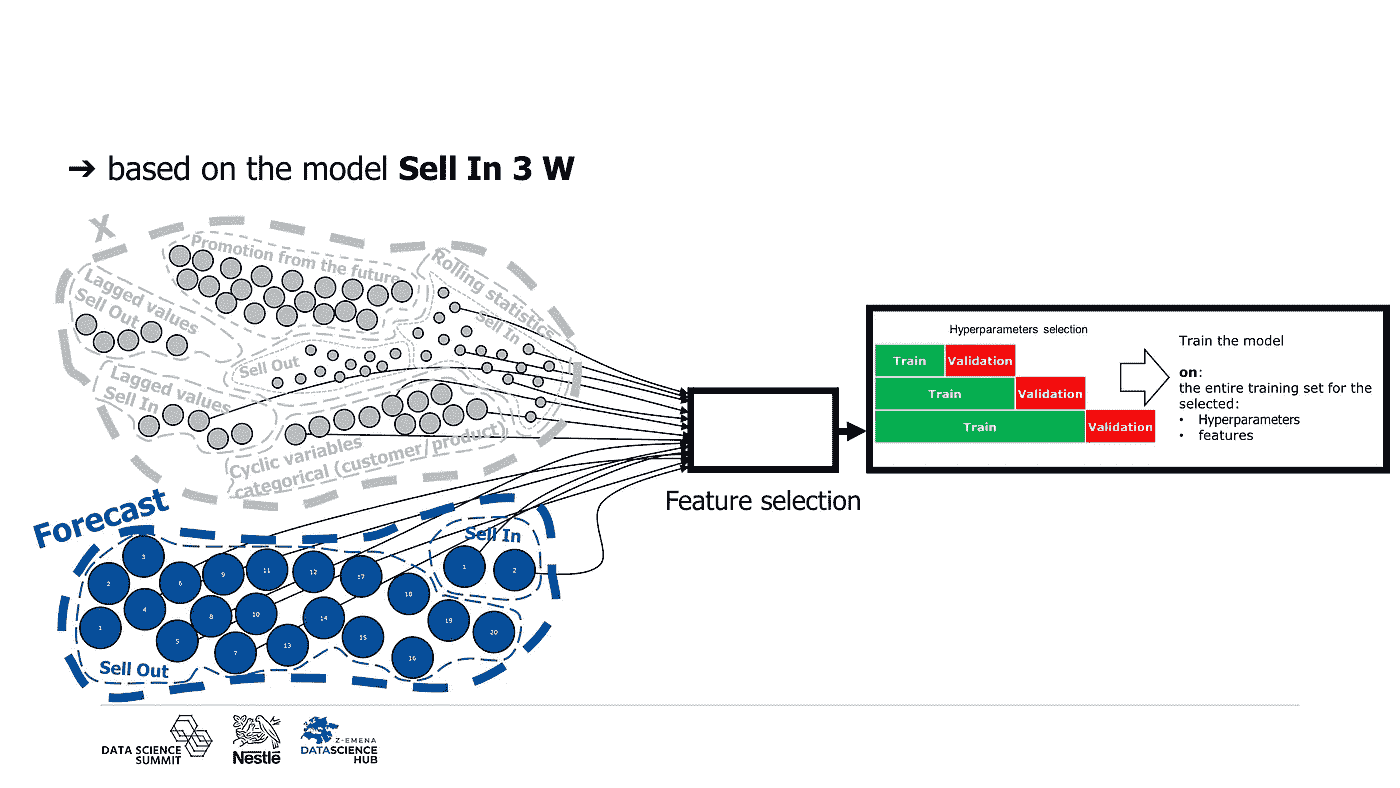 ➔ based on the model Sell In 3 W
X
Promotion from the future
Rolling statistics
Sell In
Lagged values
Sell Out
Sell Out
Lagged values
Sell In
Cyclic variables
categorical (customer/product)
Hyperparameters selection
Train Validation
Train Validation
Train Validation
Train the model
on:
the entire training set for the
selected:
• Hyperparameters
• features
Feature selection
Forecast
Sell In
1 2
3
2 6 9 11 12 17
4 8 10 14 18
1 5 7 13 15 16 19 20
Sell Out
DATA SCIENCE
SUMMIT
Nestlé
Z-EMENA
DATASCIENCE
HUB